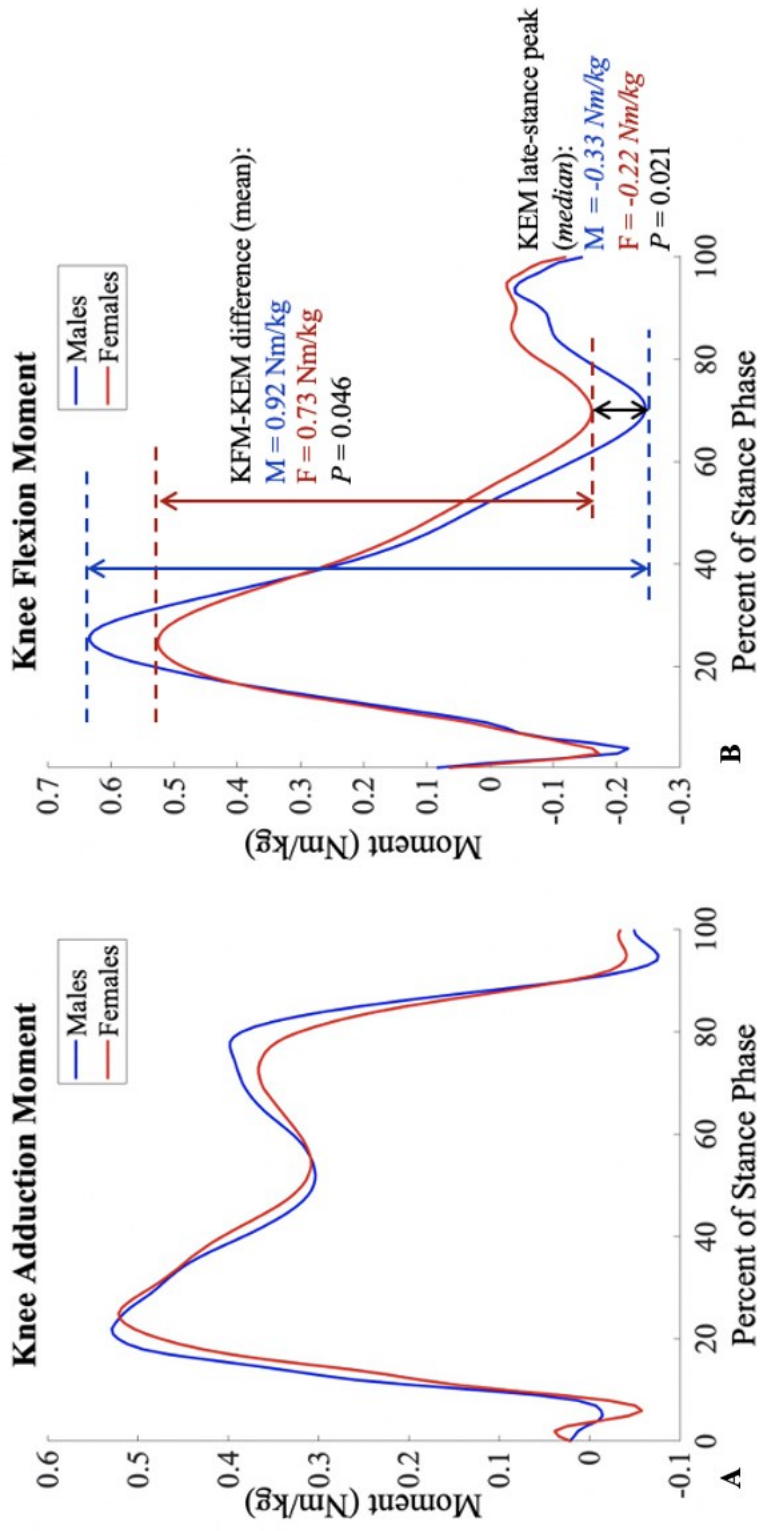 Knee Adduction Moment
Males
Females
0.6
0.5
0.4
0.3
0.2
0.1
0
-0.1
Moment (Nm/kg)
0
20
40
60
80
100
Percent of Stance Phase
A
Knee Flexion Moment
Males
Females
KFM-KEM difference (mean):
M = 0.92 Nm/kg
F = 0.73 Nm/kg
P = 0.046
KEM late-stance peak
(median):
M = -0.33 Nm/kg
F = -0.22 Nm/kg
P = 0.021
0.7
0.6
0.5
0.4
0.3
0.2
0.1
0
-0.1
-0.2
-0.3
Moment (Nm/kg)
20
40
60
80
100
Percent of Stance Phase
B